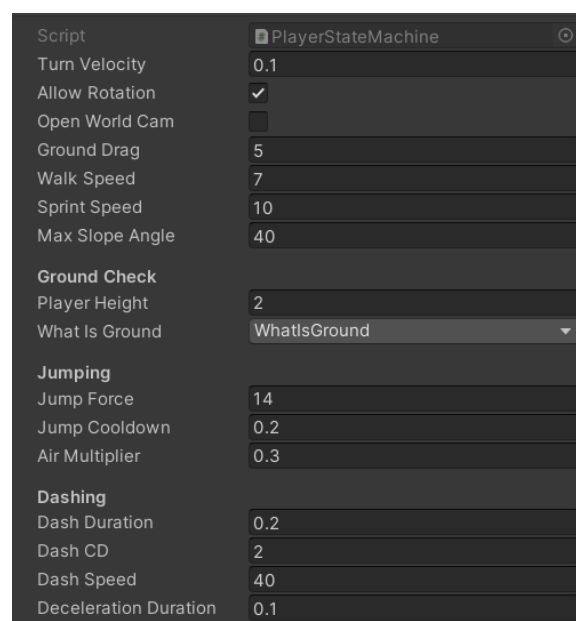 Script PlayerStateMachine
Turn Velocity 0.1
Allow Rotation
Open World Cam
Ground Drag 5
Walk Speed 7
Sprint Speed 10
Max Slope Angle 40
Ground Check
Player Height 2
What Is Ground WhatIsGround
Jumping
Jump Force 14
Jump Cooldown 0.2
Air Multiplier 0.3
Dashing
Dash Duration 0.2
Dash CD 2
Dash Speed 40
Deceleration Duration 0.1